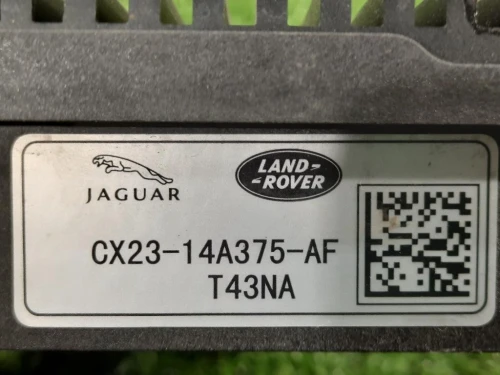 JAGUAR
LAND-
-ROVER
CX23-14A375-AF
T43NA